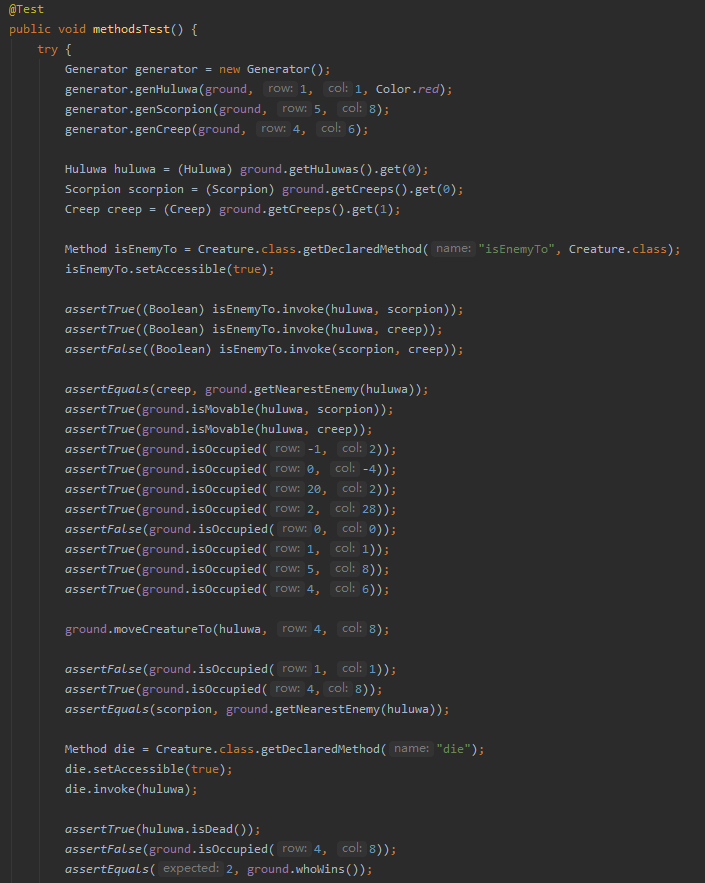 @Test
public void methodsTest() {
try {
Generator generator = new Generator();
generator.genHuluwa(ground, row: 1, col: 1, Color.red);
generator.genScorpion(ground, row: 5, col: 8);
generator.genCreep(ground, row: 4, col: 6);
Huluwa huluwa = (Huluwa) ground.getHuluwas().get(0);
Scorpion scorpion = (Scorpion) ground.getCreeps().get(0);
Creep creep = (Creep) ground.getCreeps().get(1);
Method isEnemyTo = Creature.class.getDeclaredMethod( name: "isEnemyTo", Creature.class);
isEnemyTo.setAccessible(true);
assertTrue((Boolean) isEnemyTo.invoke(huluwa, scorpion));
assertTrue((Boolean) isEnemyTo.invoke(huluwa, creep));
assertFalse((Boolean) isEnemyTo.invoke(scorpion, creep));
assertEquals(creep, ground.getNearestEnemy(huluwa));
assertTrue(ground.isMovable(huluwa, scorpion));
assertTrue(ground.isMovable(huluwa, creep));
assertTrue(ground.isOccupied( row: -1, col: 2));
assertTrue(ground.isOccupied( row: 0, col: -4));
assertTrue(ground.isOccupied( row: 20, col: 2));
assertTrue(ground.isOccupied( row: 2, col: 28));
assertFalse(ground.isOccupied( row: 0, col: 0));
assertTrue(ground.isOccupied( row: 1, col: 1));
assertTrue(ground.isOccupied( row: 5, col: 8));
assertTrue(ground.isOccupied( row: 4, col: 6));
ground.moveCreatureTo(huluwa, row: 4, col: 8);
assertFalse(ground.isOccupied( row: 1, col: 1));
assertTrue(ground.isOccupied( row: 4, col: 8));
assertEquals(scorpion, ground.getNearestEnemy(huluwa));
Method die = Creature.class.getDeclaredMethod( name: "die");
die.setAccessible(true);
die.invoke(huluwa);
assertTrue(huluwa.isDead());
assertFalse(ground.isOccupied( row: 4, col: 8));
assertEquals( expected: 2, ground.whoWins());